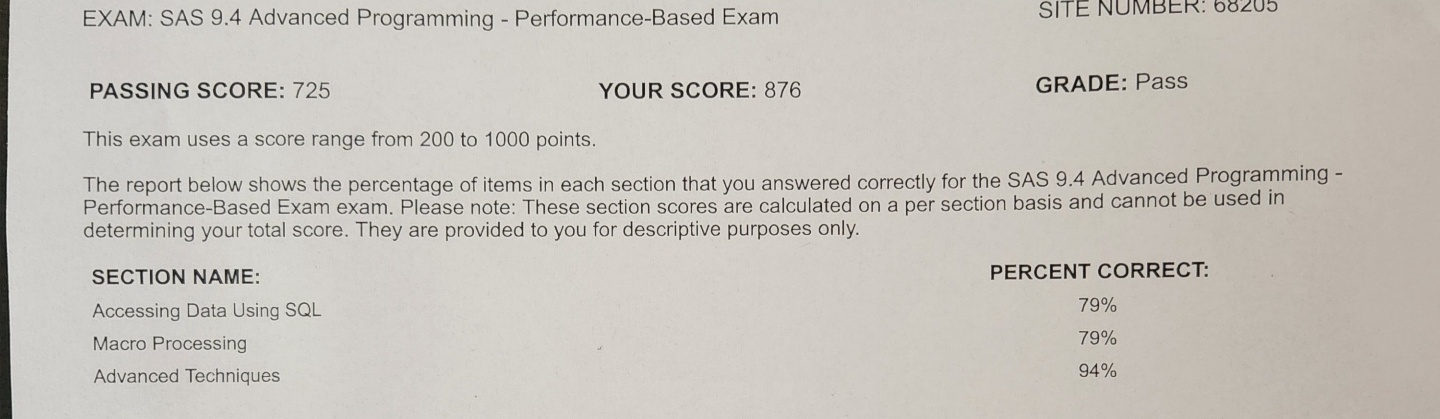 EXAM: SAS 9.4 Advanced Programming - Performance-Based Exam
SITE NUMBER: 68205
PASSING SCORE: 725
YOUR SCORE: 876
GRADE: Pass
This exam uses a score range from 200 to 1000 points.
The report below shows the percentage of items in each section that you answered correctly for the SAS 9.4 Advanced Programming -
Performance-Based Exam exam. Please note: These section scores are calculated on a per section basis and cannot be used in
determining your total score. They are provided to you for descriptive purposes only.
SECTION NAME: PERCENT CORRECT:
Accessing Data Using SQL 79%
Macro Processing 79%
Advanced Techniques 94%